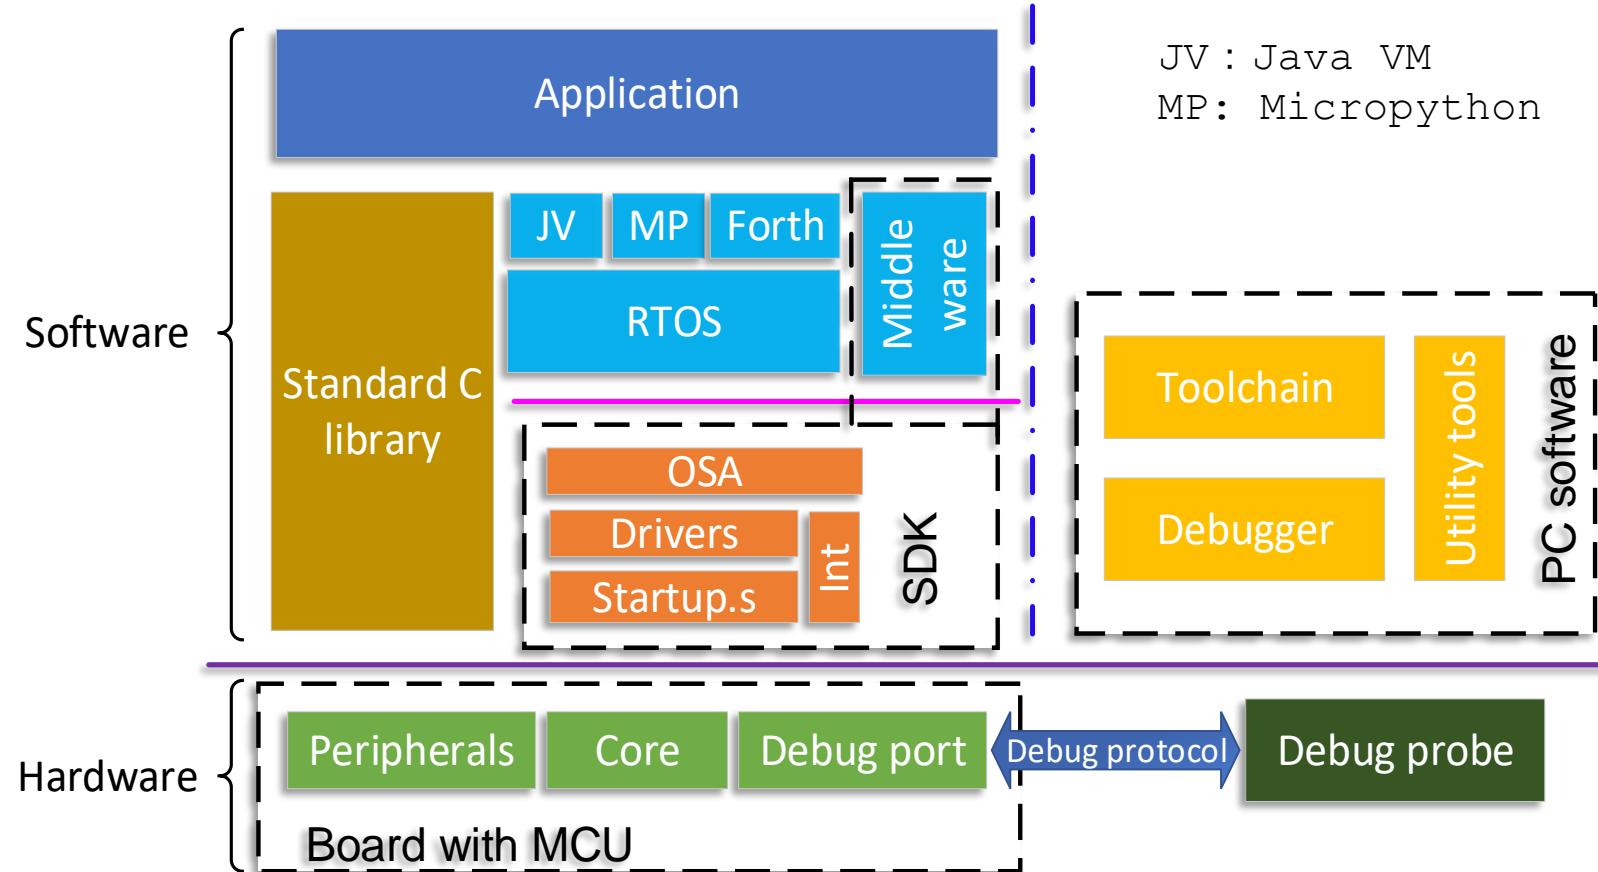 JV：Java VM
MP: Micropython
Application
Software
Standard C
library
JV
MP
Forth
Middle
ware
RTOS
OSA
Drivers
Startup.s
Int
SDK
Toolchain
Debugger
Utility tools
PC software
Hardware
Peripherals
Core
Debug port
Debug protocol
Debug probe
Board with MCU